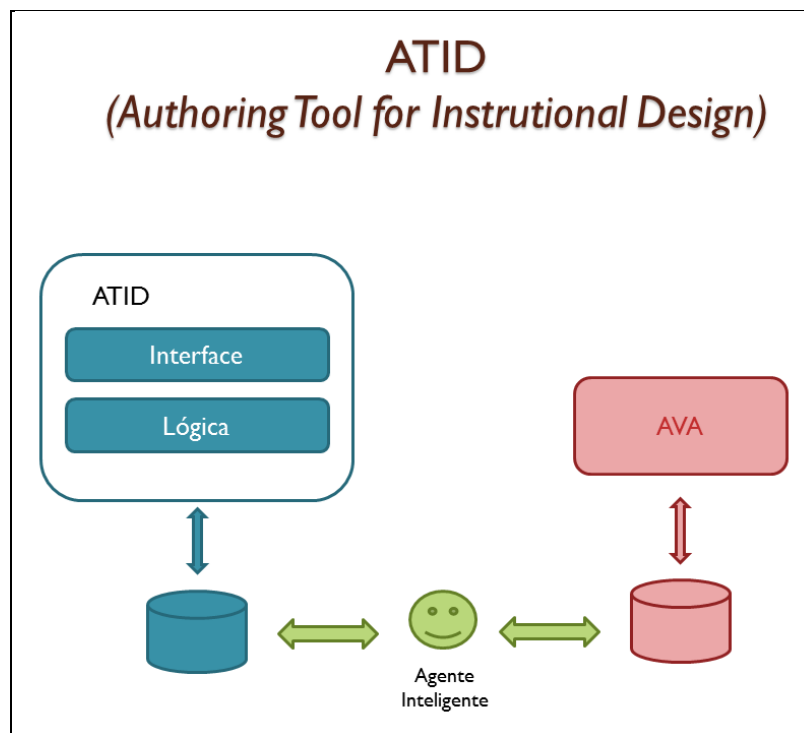 ATID
(Authoring Tool for Instrutional Design)
ATID
Interface
Lógica
AVA
Agente
Inteligente